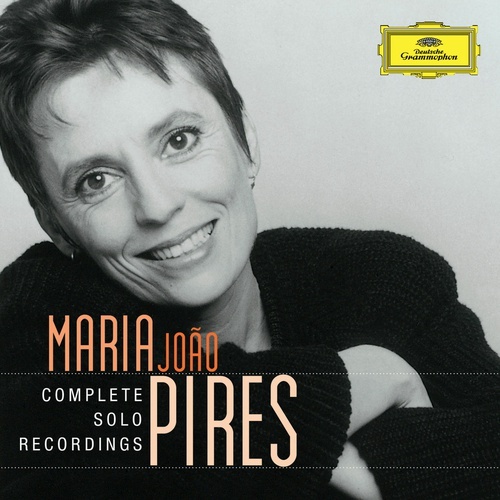 Deutsche
Grammophon
MARIA JOÃO
COMPLETE
SOLO
RECORDINGS
PIRES